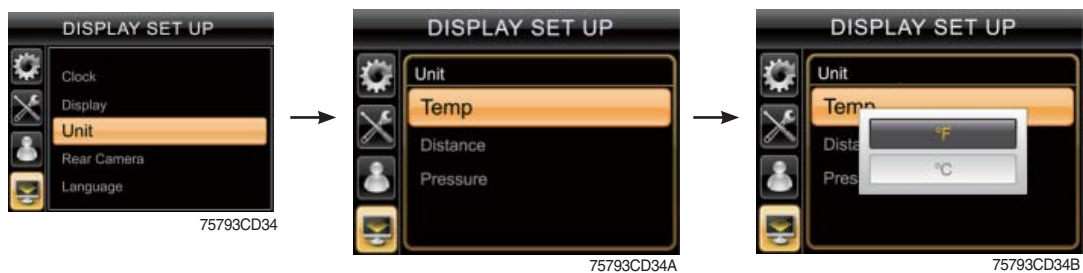 DISPLAY SET UP
Clock
Display
Unit
Rear Camera
Language
75793CD34
DISPLAY SET UP
Unit
Temp
Distance
Pressure
75793CD34A
DISPLAY SET UP
Unit
Temp
Dista
Pres
°F
°C
75793CD34B